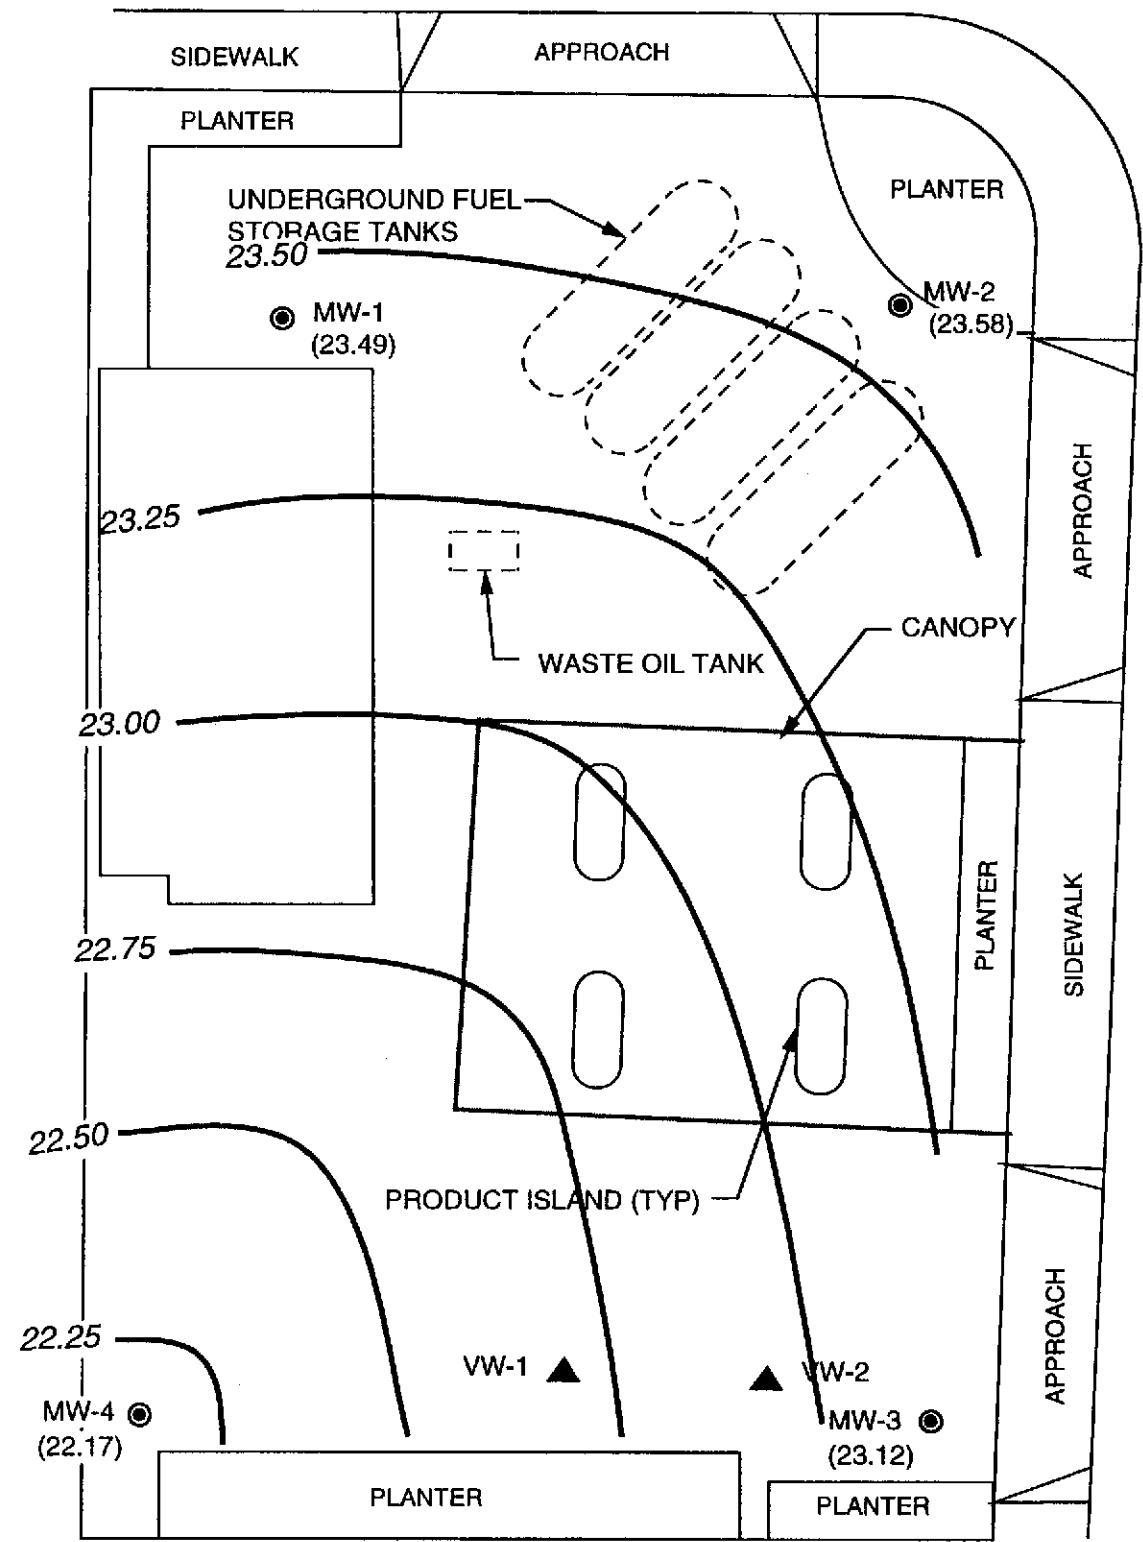 SIDEWALK
APPROACH
PLANTER
PLANTER
UNDERGROUND FUEL
STORAGE TANKS
23.50
MW-1
(23.49)
MW-2
(23.58)
23.25
APPROACH
CANOPY
WASTE OIL TANK
23.00
PLANTER
SIDEWALK
22.75
22.50
PRODUCT ISLAND (TYP)
22.25
APPROACH
VW-1
VW-2
MW-4
(22.17)
MW-3
(23.12)
PLANTER
PLANTER